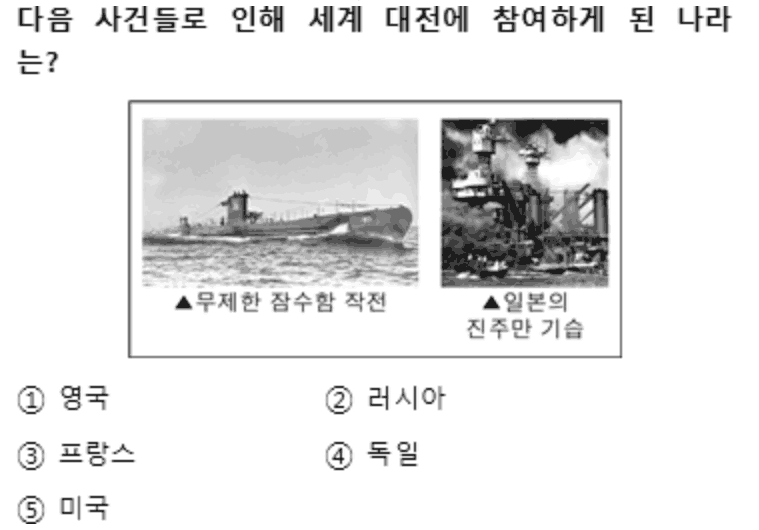 다음 사건들로 인해 세계 대전에 참여하게 된 나라
는?
▲무제한 잠수함 작전
▲일본의
진주만 기습
① 영국
② 러시아
③ 프랑스
④ 독일
⑤ 미국